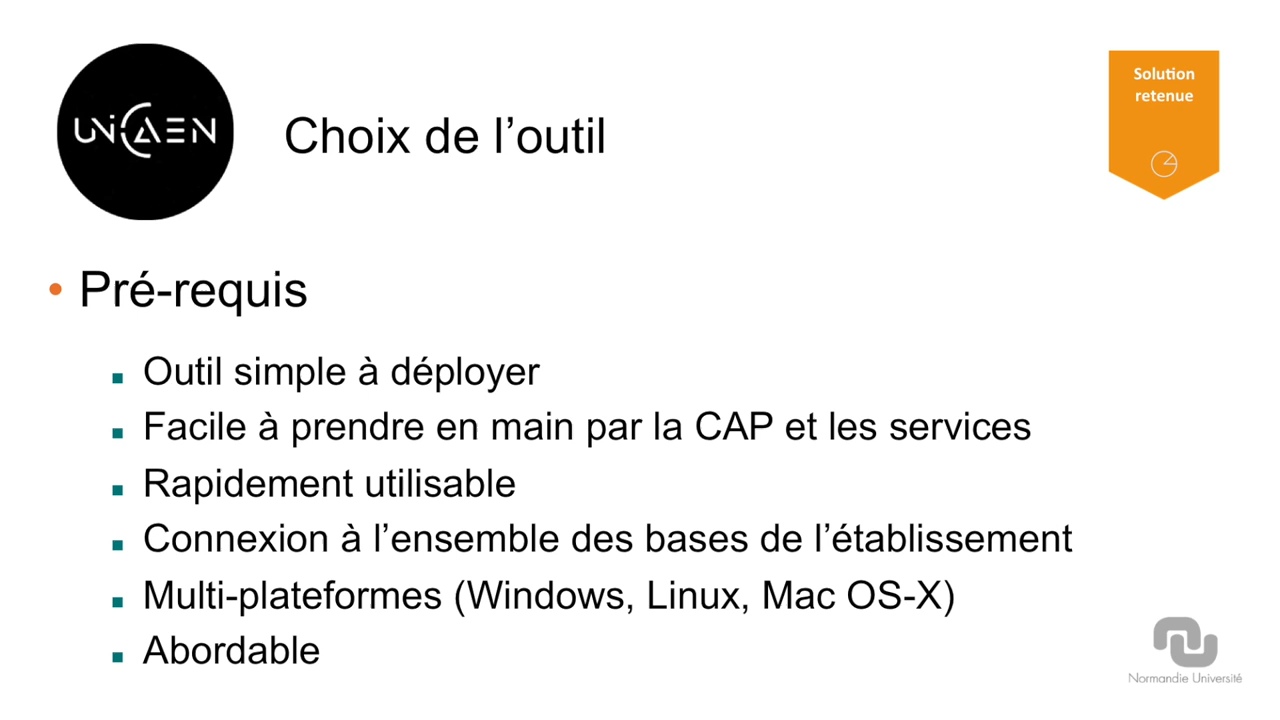 UNICAEN
Choix de l’outil
Solution
retenue
• Pré-requis
▪ Outil simple à déployer
▪ Facile à prendre en main par la CAP et les services
▪ Rapidement utilisable
▪ Connexion à l’ensemble des bases de l’établissement
▪ Multi-plateformes (Windows, Linux, Mac OS-X)
▪ Abordable
Normandie Université